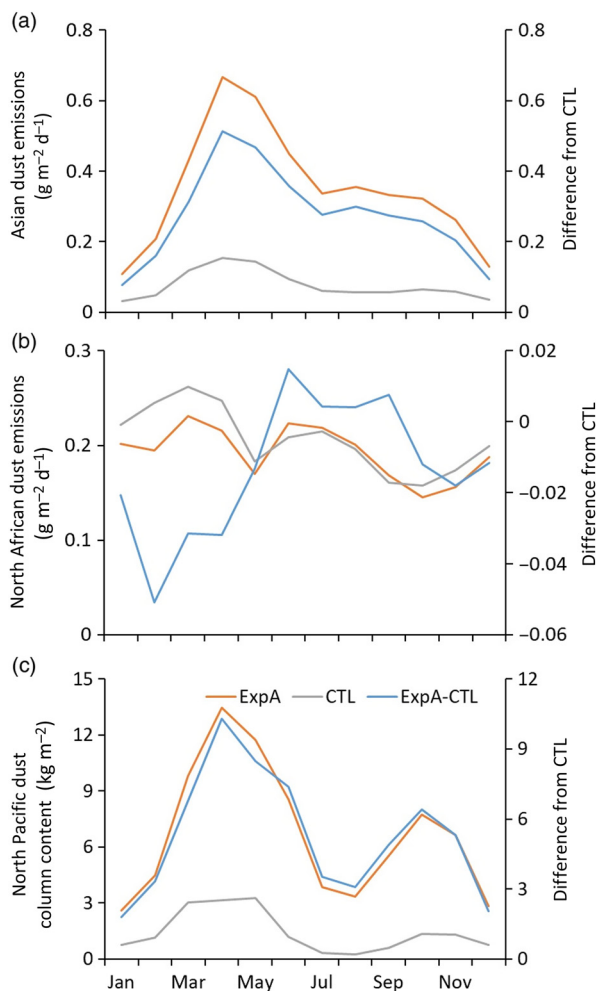 (a)
0.8
0.6
0.4
0.2
0
Asian dust emissions
(g m⁻² d⁻¹)
0.8
0.6
0.4
0.2
0
Difference from CTL
(b)
0.3
0.2
0.1
0
North African dust emissions
(g m⁻² d⁻¹)
0.02
0
−0.02
−0.04
−0.06
Difference from CTL
(c)
15
12
9
6
3
0
North Pacific dust
column content (kg m⁻²)
ExpA CTL ExpA-CTL
12
9
6
3
0
Difference from CTL
Jan Mar May Jul Sep Nov